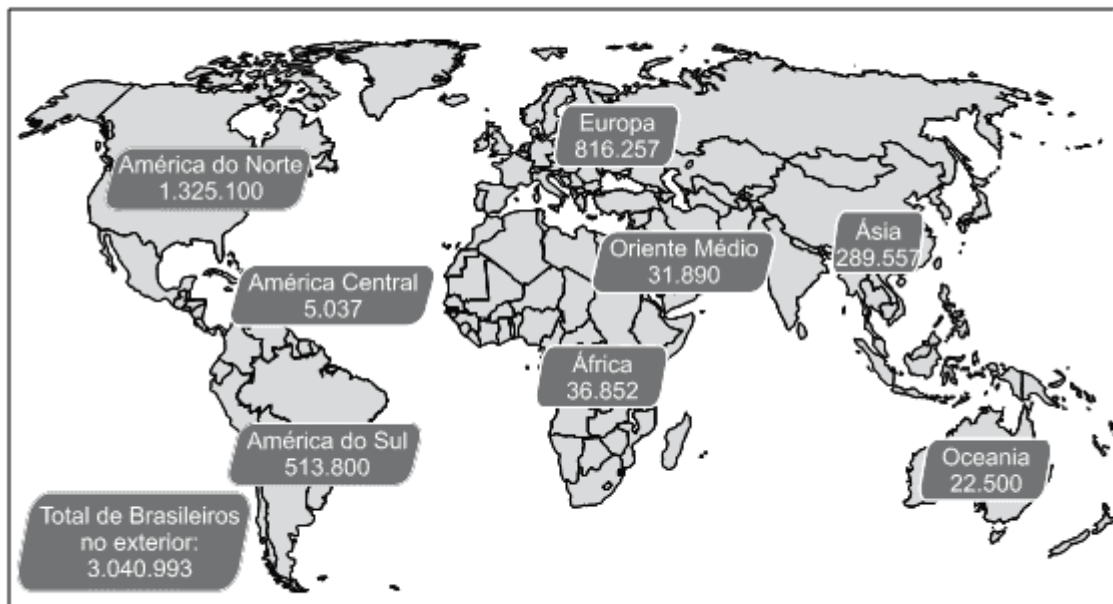 Europa
816.257
América do Norte
1.325.100
Ásia
289.557
Oriente Médio
31.890
América Central
5.037
África
36.852
América do Sul
513.800
Oceania
22.500
Total de Brasileiros
no exterior:
3.040.993